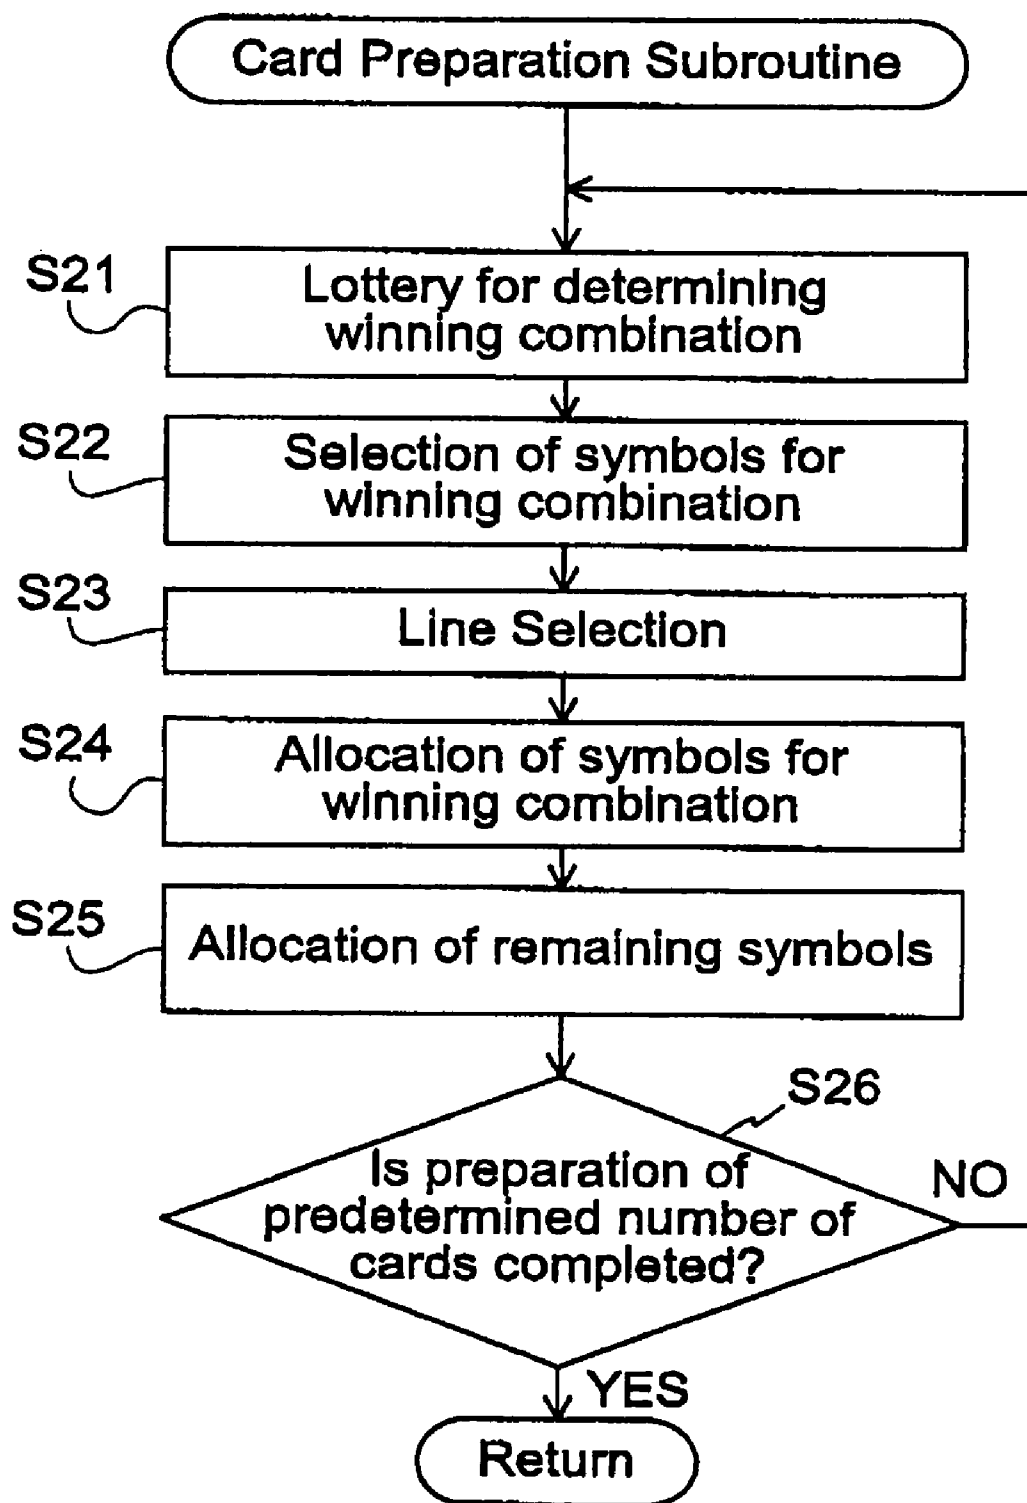 Card Preparation Subroutine
S21
Lottery for determining
winning combination
S22
Selection of symbols for
winning combination
S23
Line Selection
S24
Allocation of symbols for
winning combination
S25
Allocation of remaining symbols
S26
Is preparation of
predetermined number of
cards completed?
NO
YES
Return